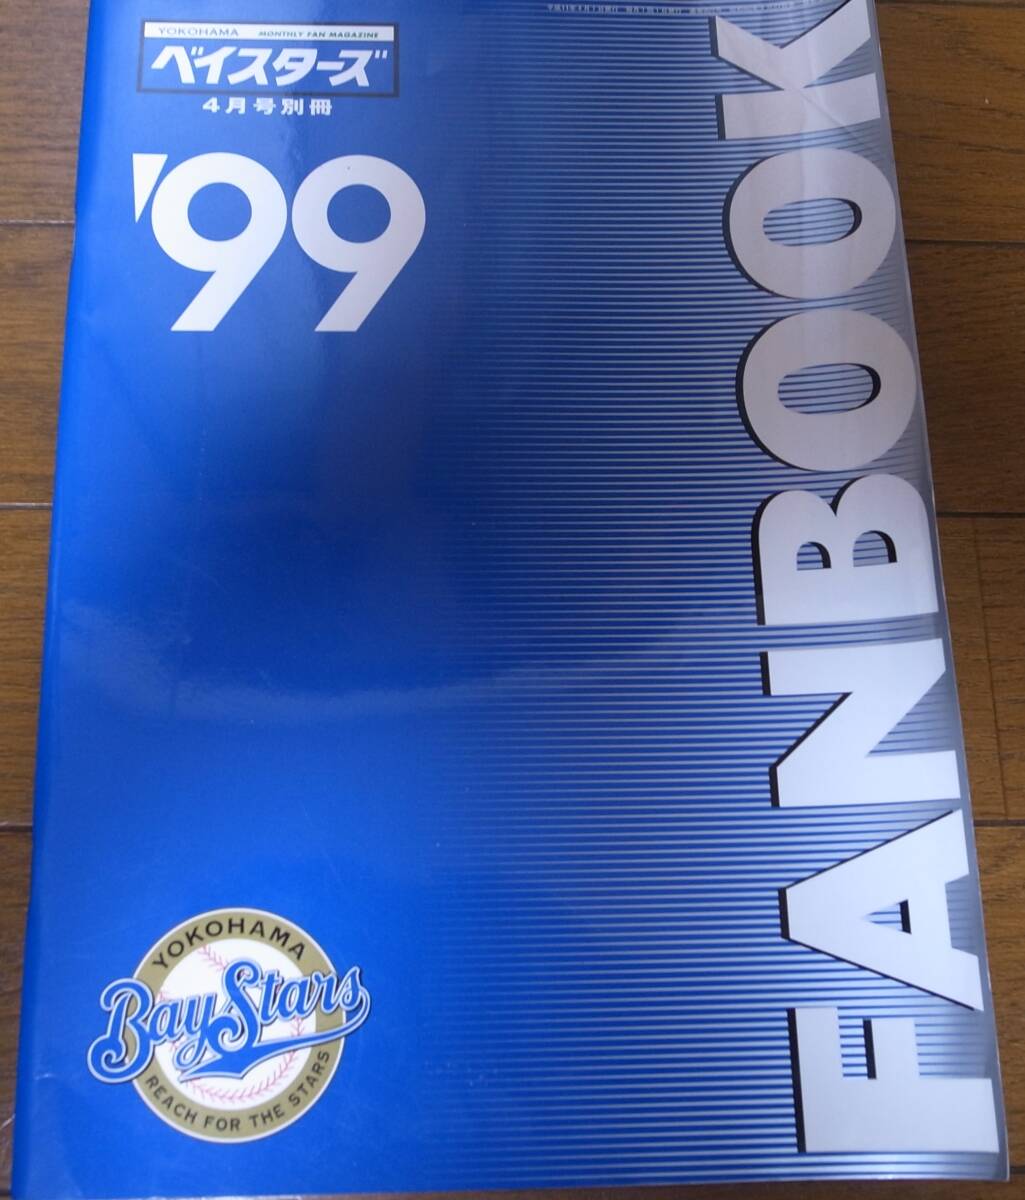 YOKOHAMA MONTHLY FAN MAGAZINE
ベイスターズ
4月号別冊
'99
FANBOOK
YOKOHAMA
BayStars
REACH FOR THE STARS